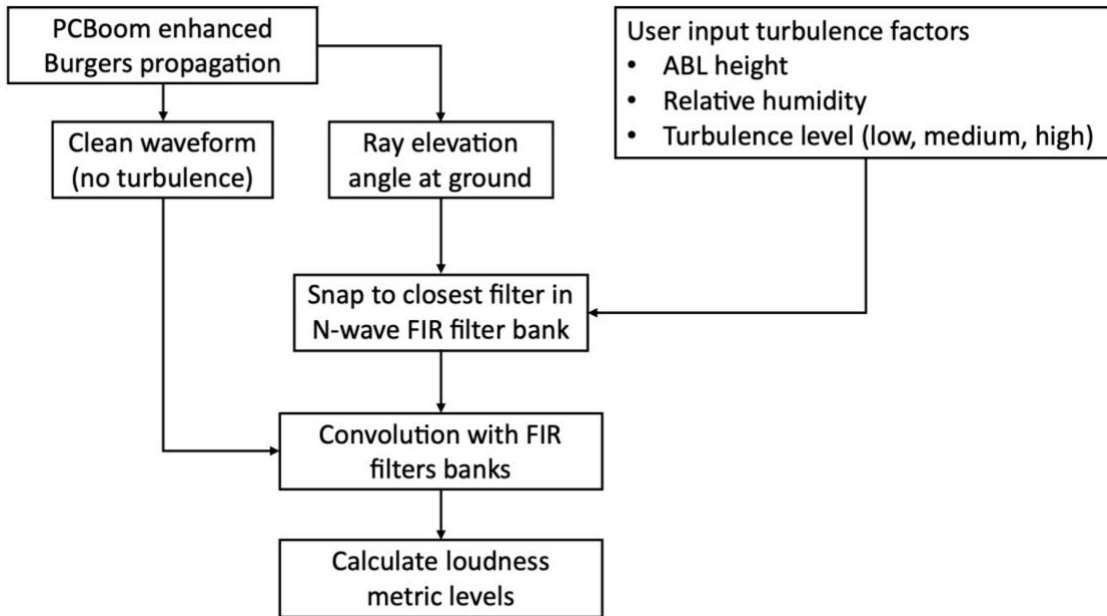 PCBoom enhanced
Burgers propagation
User input turbulence factors
• ABL height
• Relative humidity
• Turbulence level (low, medium, high)
Clean waveform
(no turbulence)
Ray elevation
angle at ground
Snap to closest filter in
N-wave FIR filter bank
Convolution with FIR
filters banks
Calculate loudness
metric levels